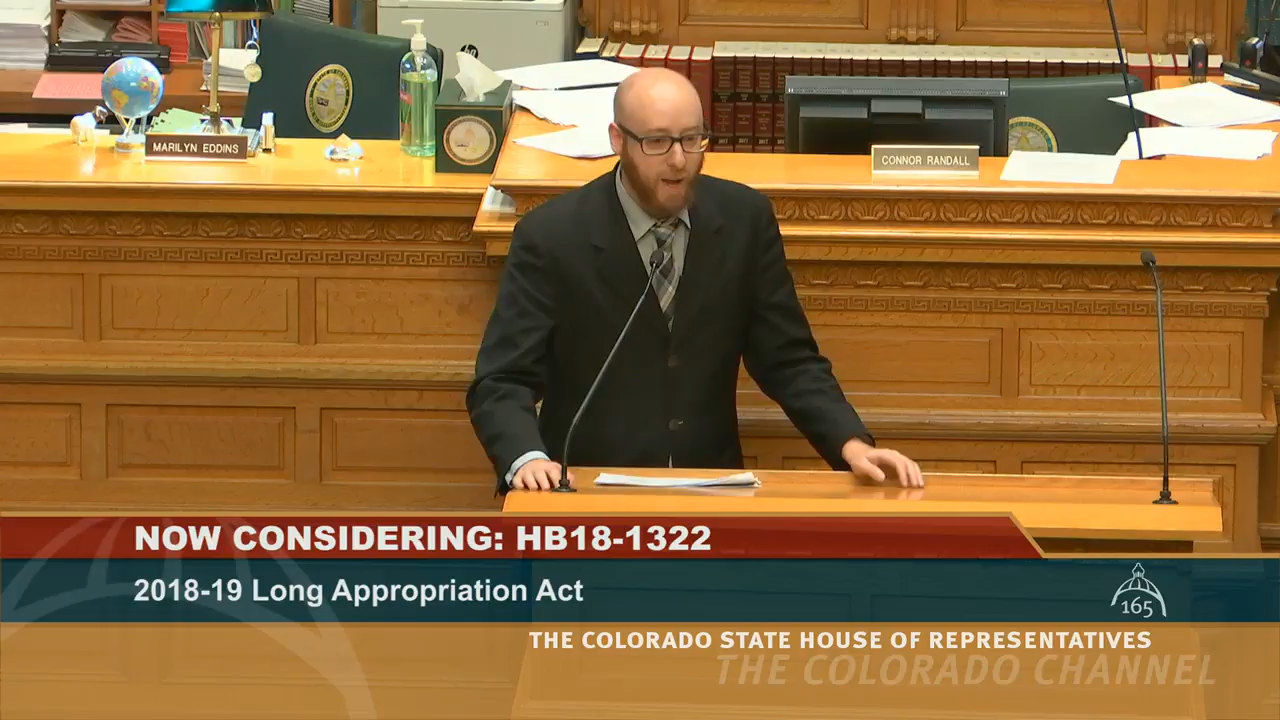 hp
MARILYN EDDINS
CONNOR RANDALL
NOW CONSIDERING: HB18-1322
2018-19 Long Appropriation Act
165
THE COLORADO STATE HOUSE OF REPRESENTATIVES
THE COLORADO CHANNEL